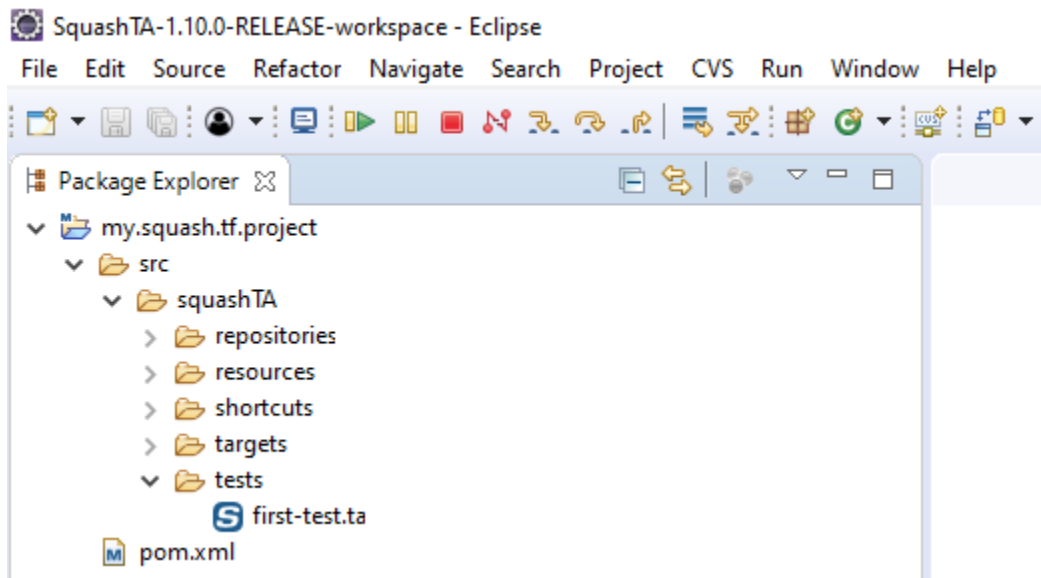 SquashTA-1.10.0-RELEASE-workspace - Eclipse
File Edit Source Refactor Navigate Search Project CVS Run Window Help
Package Explorer
my.squash.tf.project
src
squashTA
repositories
resources
shortcuts
targets
tests
first-test.ta
pom.xml